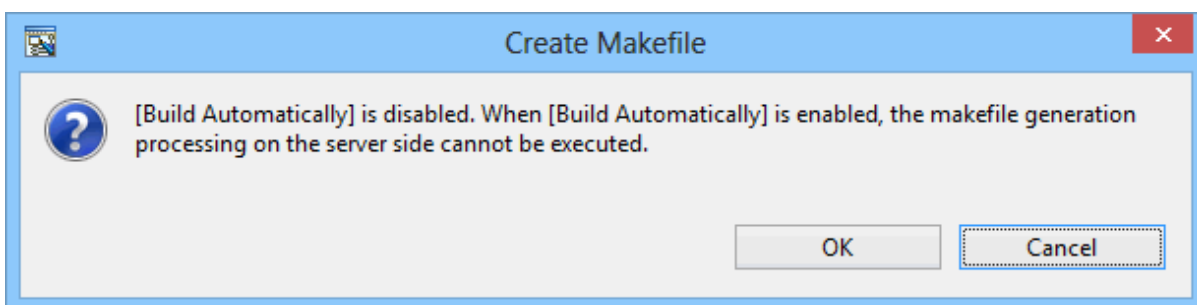 Create Makefile
[Build Automatically] is disabled. When [Build Automatically] is enabled, the makefile generation
processing on the server side cannot be executed.
OK
Cancel